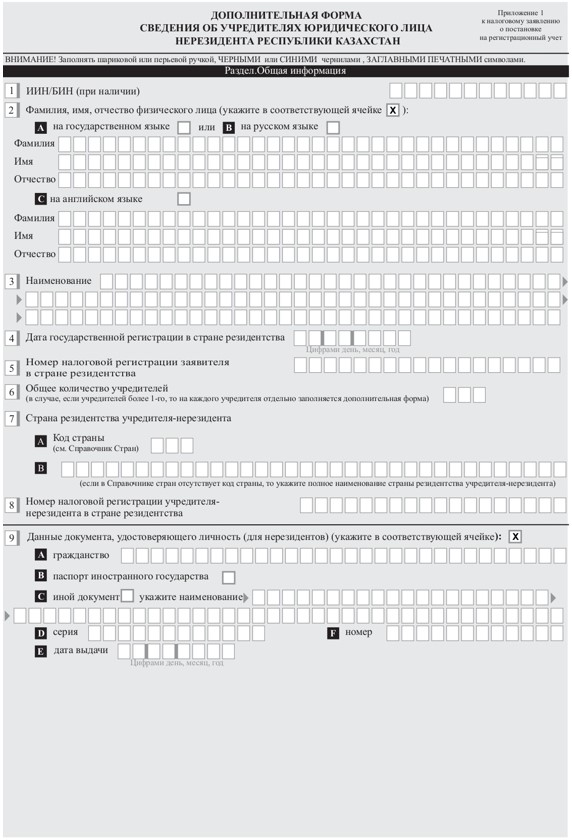 ДОПОЛНИТЕЛЬНАЯ ФОРМА
СВЕДЕНИЯ ОБ УЧРЕДИТЕЛЯХ ЮРИДИЧЕСКОГО ЛИЦА
НЕРЕЗИДЕНТА РЕСПУБЛИКИ КАЗАХСТАН
Приложение 1
к налоговому заявлению
о постановке
на регистрационный учет
ВНИМАНИЕ! Заполнять шариковой или перьевой ручкой, ЧЕРНЫМИ или СИНИМИ чернилами , ЗАГЛАВНЫМИ ПЕЧАТНЫМИ символами.
Раздел.Общая информация
1 ИИН/БИН (при наличии)
2 Фамилия, имя, отчество физического лица (укажите в соответствующей ячейке X ):
A на государственном языке или B на русском языке
Фамилия
Имя
Отчество
C на английском языке
Фамилия
Имя
Отчество
3 Наименование
4 Дата государственной регистрации в стране резидентства
Цифрами день, месяц, год
5 Номер налоговой регистрации заявителя
в стране резидентства
6 Общее количество учредителей
(в случае, если учредителей более 1-го, то на каждого учредителя отдельно заполняется дополнительная форма)
7 Страна резидентства учредителя-нерезидента
A Код страны
(см. Справочник Стран)
B
(если в Справочнике стран отсутствует код страны, то укажите полное наименование страны резидентства учредителя-нерезидента)
8 Номер налоговой регистрации учредителя-
нерезидента в стране резидентства
9 Данные документа, удостоверяющего личность (для нерезидентов) (укажите в соответствующей ячейке): X
A гражданство
B паспорт иностранного государства
C иной документ укажите наименование
D серия F номер
E дата выдачи
Цифрами день, месяц, год